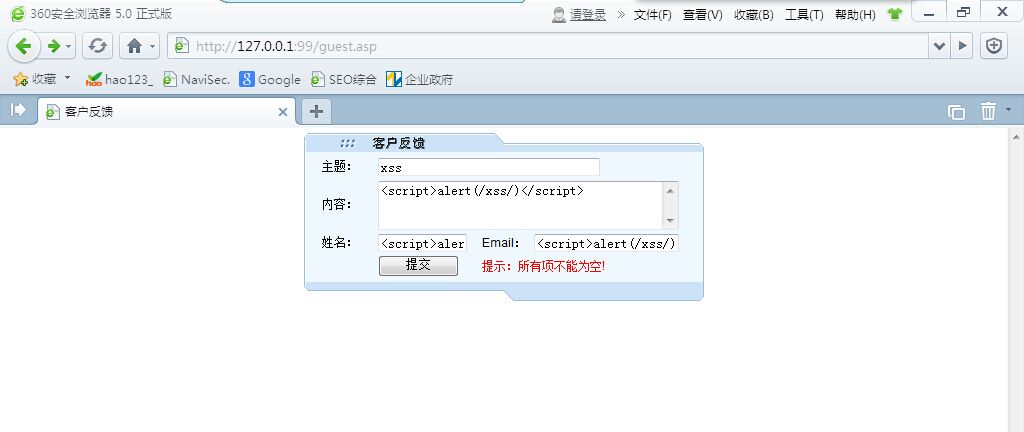 360安全浏览器 5.0 正式版 请登录 » 文件(F) 查看(V) 收藏(B) 工具(T) 帮助(H)
http://127.0.0.1:99/guest.asp
收藏 hao123_ NaviSec. Google SEO综合 企业政府
客户反馈
客户反馈
主题： xss
内容： <script>alert(/xss/)</script>
姓名： <script>aler Email： <script>alert(/xss/)
提交 提示：所有项不能为空!